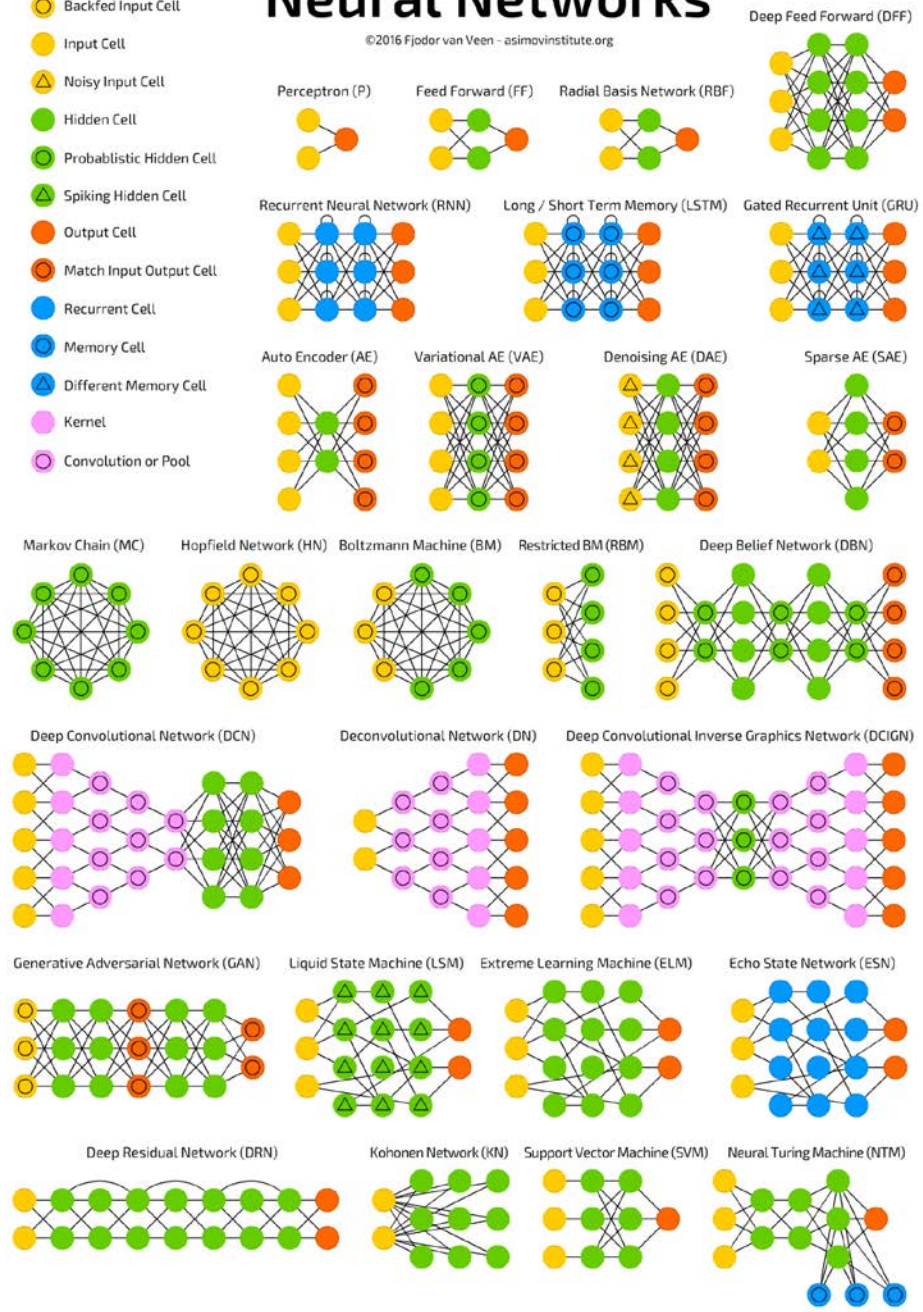 Neural Networks
©2016 Fjodor van Veen - asimovinstitute.org
Backfed Input Cell
Input Cell
Noisy Input Cell
Hidden Cell
Probablistic Hidden Cell
Spiking Hidden Cell
Output Cell
Match Input Output Cell
Recurrent Cell
Memory Cell
Different Memory Cell
Kernel
Convolution or Pool
Deep Feed Forward (DFF)
Perceptron (P)
Feed Forward (FF)
Radial Basis Network (RBF)
Recurrent Neural Network (RNN)
Long / Short Term Memory (LSTM)
Gated Recurrent Unit (GRU)
Auto Encoder (AE)
Variational AE (VAE)
Denoising AE (DAE)
Sparse AE (SAE)
Markov Chain (MC)
Hopfield Network (HN)
Boltzmann Machine (BM)
Restricted BM (RBM)
Deep Belief Network (DBN)
Deep Convolutional Network (DCN)
Deconvolutional Network (DN)
Deep Convolutional Inverse Graphics Network (DCIGN)
Generative Adversarial Network (GAN)
Liquid State Machine (LSM)
Extreme Learning Machine (ELM)
Echo State Network (ESN)
Deep Residual Network (DRN)
Kohonen Network (KN)
Support Vector Machine (SVM)
Neural Turing Machine (NTM)